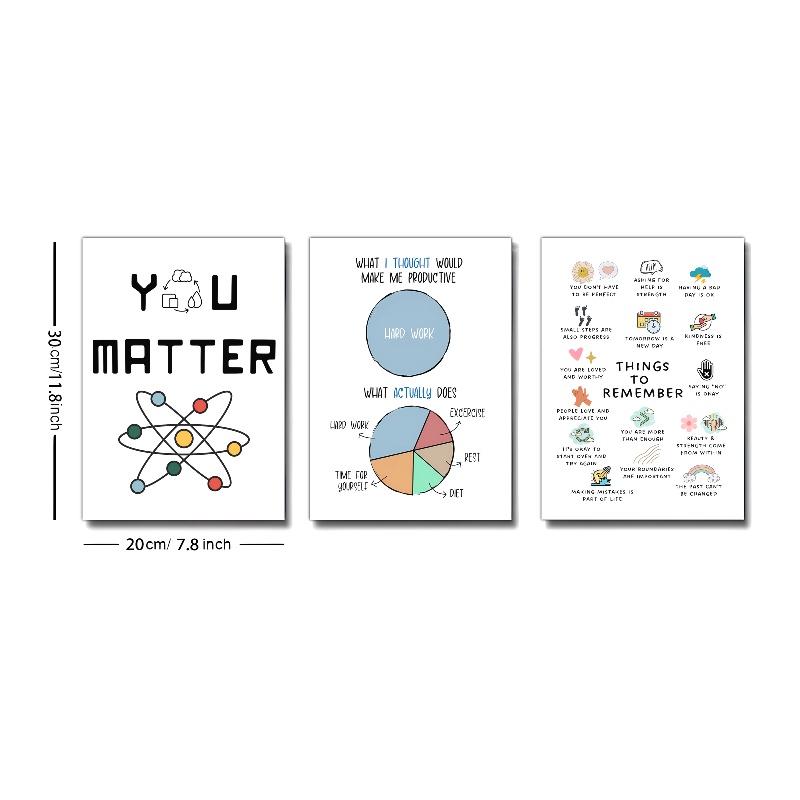 30cm/11.8inch
20cm/ 7.8 inch
Y U
MATTER
WHAT I THOUGHT WOULD
MAKE ME PRODUCTIVE
HARD WORK
WHAT ACTUALLY DOES
EXCERCISE
HARD WORK
REST
TIME FOR
YOURSELF
DIET
YOU DON'T HAVE
TO BE PERFECT
ASKING FOR
HELP IS
STRENGTH
HAVING A BAD
DAY IS OK
SMALL STEPS ARE
ALSO PROGRESS
TOMORROW IS A
NEW DAY
KINDNESS IS
FREE
YOU ARE LOVED
AND WORTHY
THINGS
TO
REMEMBER
SAYING "NO"
IS OKAY
PEOPLE LOVE AND
APPRECIATE YOU
YOU ARE MORE
THAN ENOUGH
BEAUTY &
STRENGTH COME
FROM WITHIN
IT'S OKAY TO
START OVER AND
TRY AGAIN
YOUR BOUNDARIES
ARE IMPORTANT
MAKING MISTAKES IS
PART OF LIFE
THE PAST CAN'T
BE CHANGED